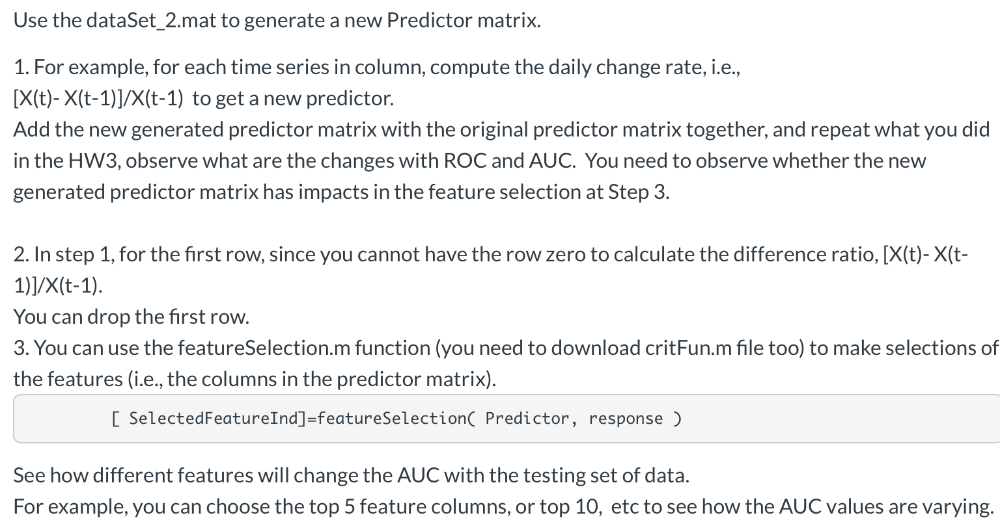 Use the dataSet_2.mat to generate a new Predictor matrix.
1. For example, for each time series in column, compute the daily change rate, i.e.,
[X(t)- X(t-1)]/X(t-1)  to get a new predictor.
Add the new generated predictor matrix with the original predictor matrix together, and repeat what you did
in the HW3, observe what are the changes with ROC and AUC.  You need to observe whether the new
generated predictor matrix has impacts in the feature selection at Step 3.
2. In step 1, for the first row, since you cannot have the row zero to calculate the difference ratio, [X(t)- X(t-
1)]/X(t-1).
You can drop the first row.
3. You can use the featureSelection.m function (you need to download critFun.m file too) to make selections of
the features (i.e., the columns in the predictor matrix).
[ SelectedFeatureInd]=featureSelection( Predictor, response )
See how different features will change the AUC with the testing set of data.
For example, you can choose the top 5 feature columns, or top 10,  etc to see how the AUC values are varying.